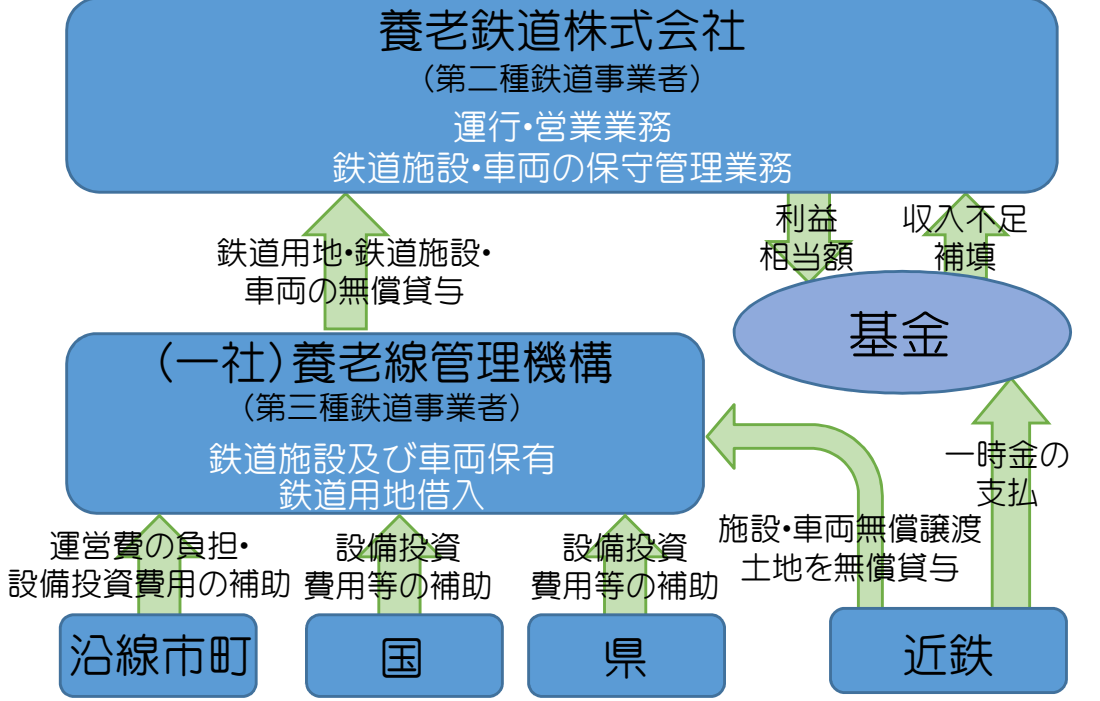 養老鉄道株式会社
(第二種鉄道事業者)
運行・営業業務
鉄道施設・車両の保守管理業務
鉄道用地・鉄道施設・
車両の無償貸与
利益
相当額
収入不足
補填
基金
(一社)養老線管理機構
(第三種鉄道事業者)
鉄道施設及び車両保有
鉄道用地借入
一時金の
支払
施設・車両無償譲渡
土地を無償貸与
運営費の負担・
設備投資費用の補助
設備投資
費用等の補助
設備投資
費用等の補助
沿線市町
国
県
近鉄